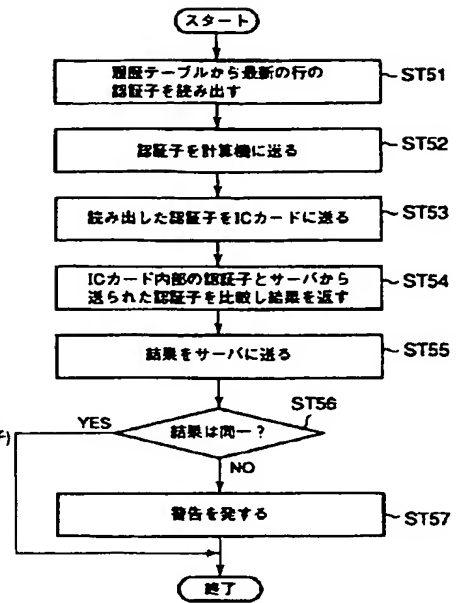 スタート
履歴テーブルから最新の行の
認証子を読み出す
ST51
認証子を計算機に送る
ST52
読み出した認証子をICカードに送る
ST53
ICカード内部の認証子とサーバから
送られた認証子を比較し結果を返す
ST54
結果をサーバに送る
ST55
ST56
子)
YES
結果は同一?
NO
警告を発する
ST57
終了